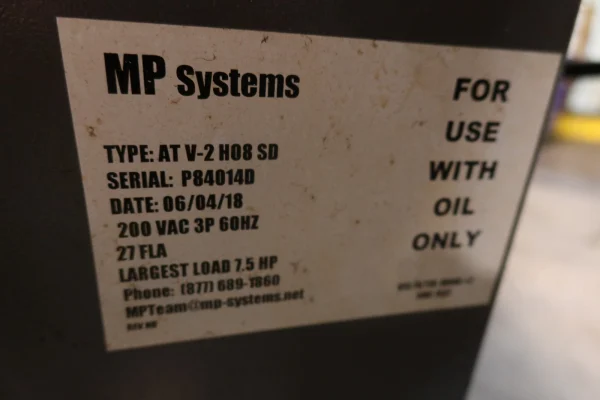 MP Systems
TYPE: AT V-2 H08 SD
SERIAL: P84014D
DATE: 06/04/18
200 VAC 3P 60HZ
27 FLA
LARGEST LOAD 7.5 HP
Phone: (877) 689-1860
MPTeam@mp-systems.net
FOR
USE
WITH
OIL
ONLY